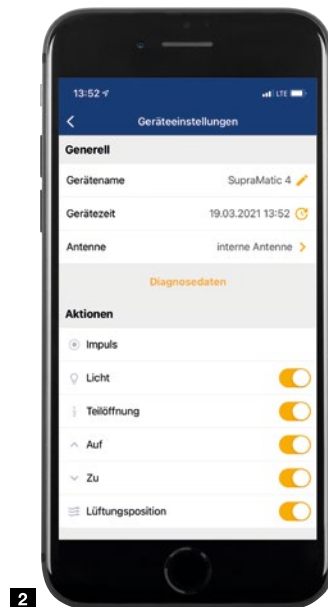 13:52 LTE
Geräteeinstellungen
Generell
Gerätename SupraMatic 4
Gerätezeit 19.03.2021 13:52
Antenne interne Antenne
Diagnosedaten
Aktionen
Impuls
Licht
Teilöffnung
Auf
Zu
Lüftungsposition
2